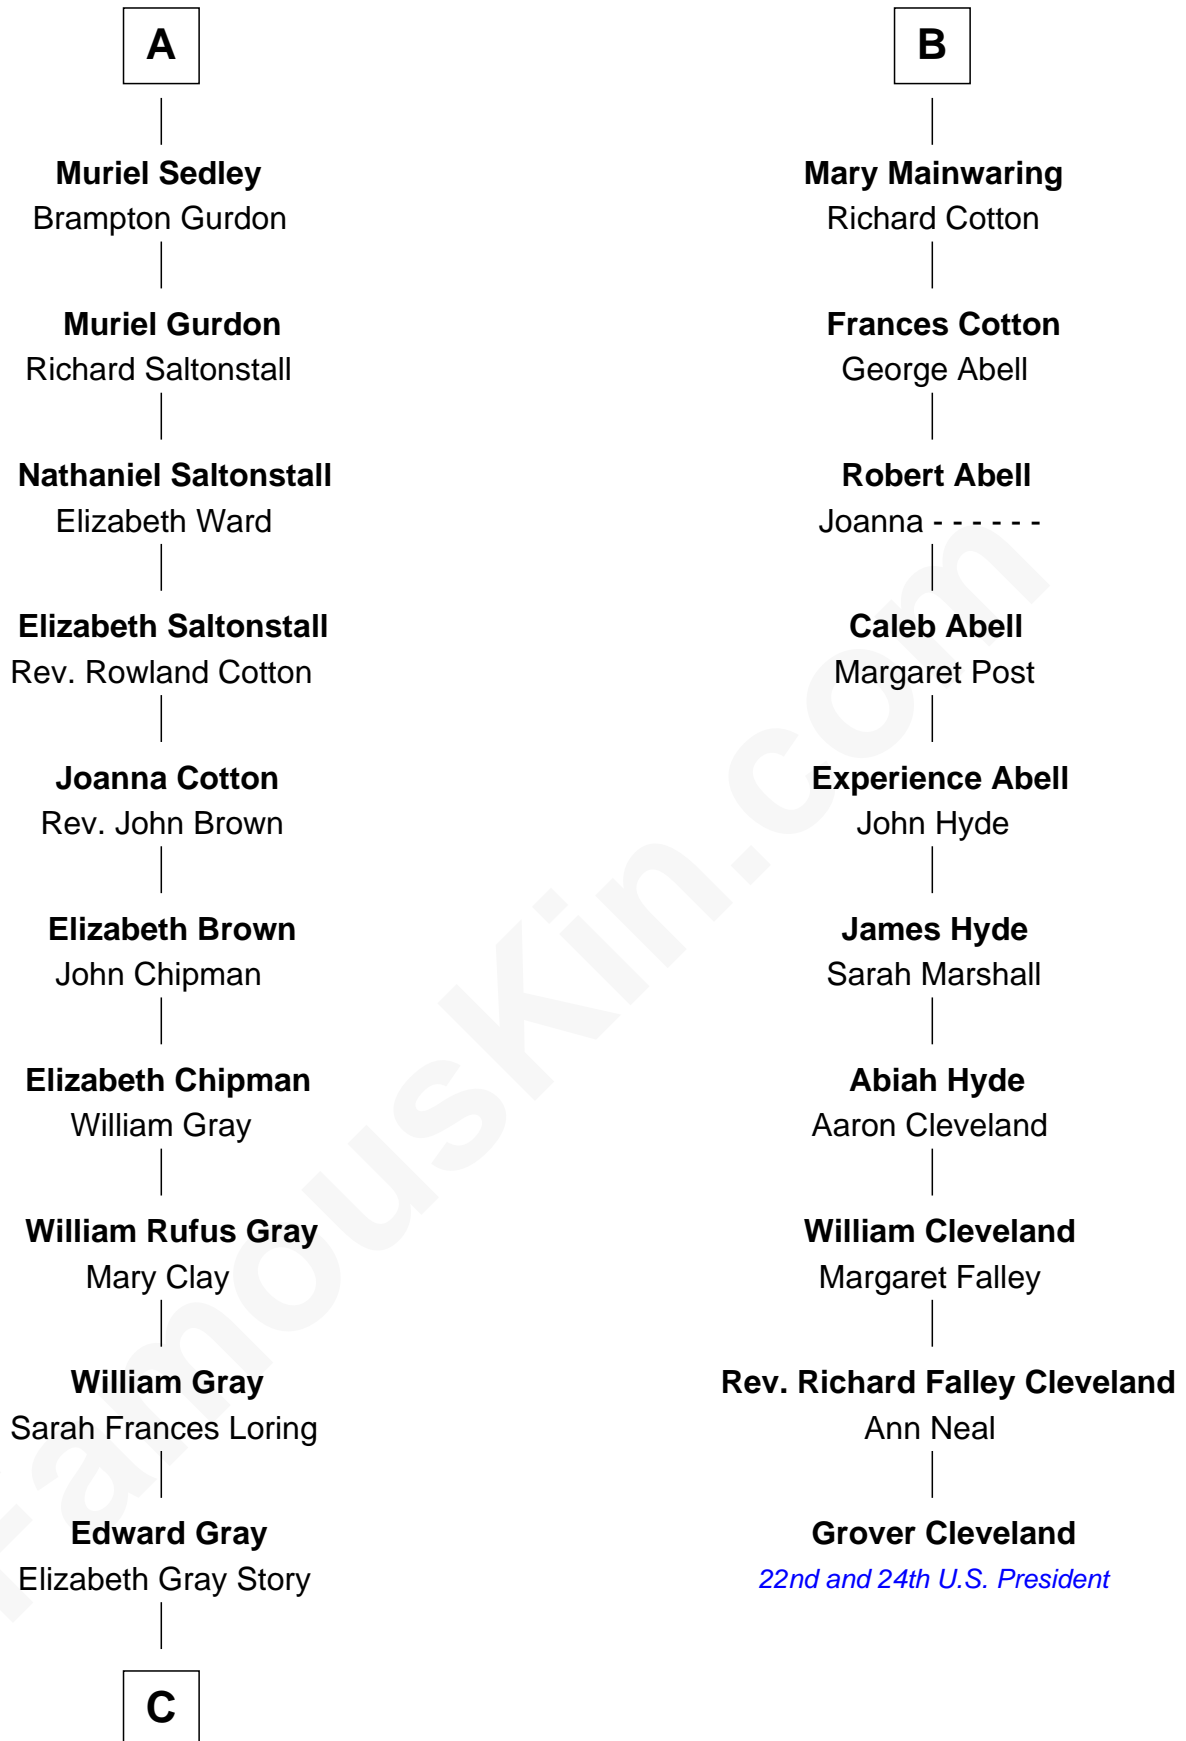 A
Muriel Sedley
Brampton Gurdon
Muriel Gurdon
Richard Saltonstall
Nathaniel Saltonstall
Elizabeth Ward
Elizabeth Saltonstall
Rev. Rowland Cotton
Joanna Cotton
Rev. John Brown
Elizabeth Brown
John Chipman
Elizabeth Chipman
William Gray
William Rufus Gray
Mary Clay
William Gray
Sarah Frances Loring
Edward Gray
Elizabeth Gray Story
C
B
Mary Mainwaring
Richard Cotton
Frances Cotton
George Abell
Robert Abell
Joanna - - - - - -
Caleb Abell
Margaret Post
Experience Abell
John Hyde
James Hyde
Sarah Marshall
Abiah Hyde
Aaron Cleveland
William Cleveland
Margaret Falley
Rev. Richard Falley Cleveland
Ann Neal
Grover Cleveland
22nd and 24th U.S. President
FamousKin.com